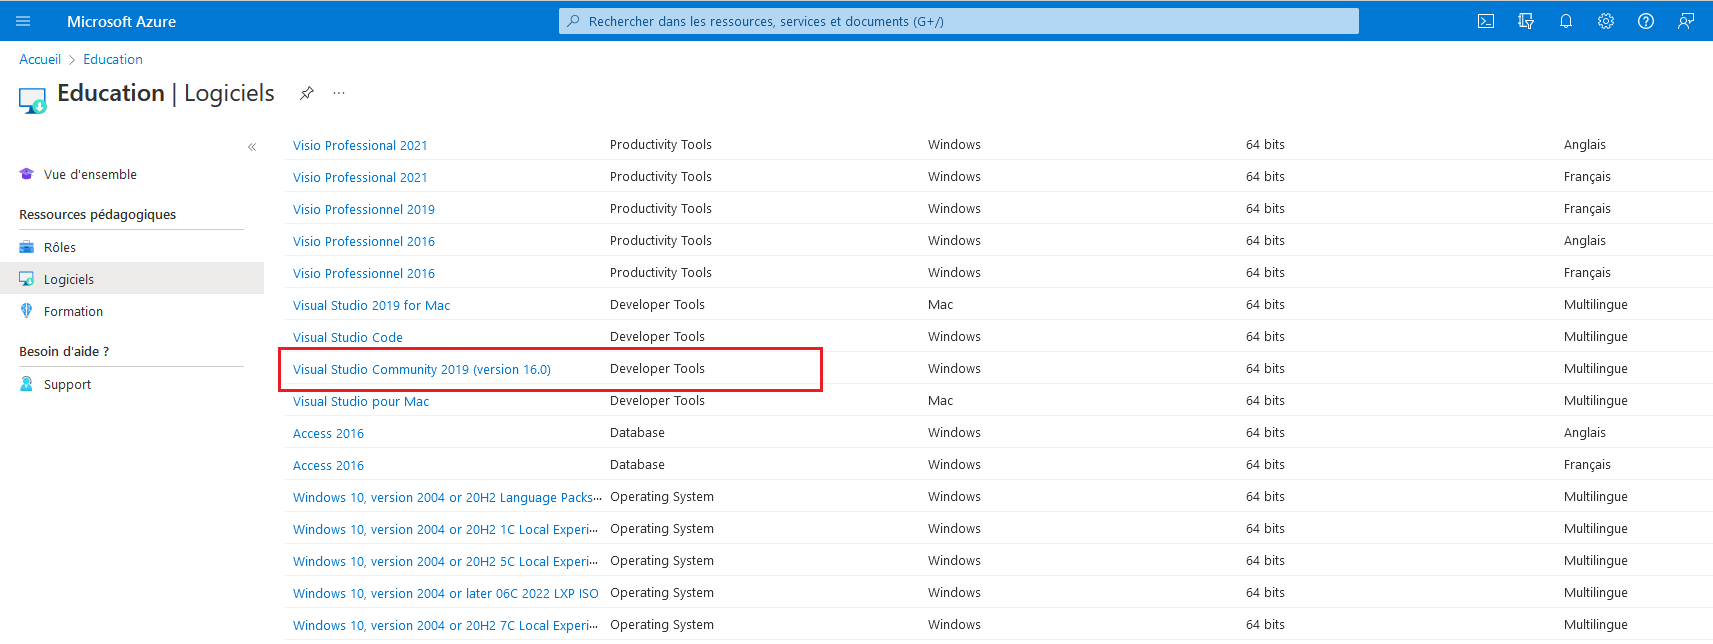 Microsoft Azure
Rechercher dans les ressources, services et documents (G+/)
Accueil > Education
Education | Logiciels ...
«
Vue d'ensemble
Ressources pédagogiques
Rôles
Logiciels
Formation
Besoin d'aide ?
Support
Visio Professional 2021 Productivity Tools Windows 64 bits Anglais
Visio Professional 2021 Productivity Tools Windows 64 bits Français
Visio Professionnel 2019 Productivity Tools Windows 64 bits Français
Visio Professionnel 2016 Productivity Tools Windows 64 bits Anglais
Visio Professionnel 2016 Productivity Tools Windows 64 bits Français
Visual Studio 2019 for Mac Developer Tools Mac 64 bits Multilingue
Visual Studio Code Developer Tools Windows 64 bits Multilingue
Visual Studio Community 2019 (version 16.0) Developer Tools Windows 64 bits Multilingue
Visual Studio pour Mac Developer Tools Mac 64 bits Multilingue
Access 2016 Database Windows 64 bits Anglais
Access 2016 Database Windows 64 bits Français
Windows 10, version 2004 or 20H2 Language Packs... Operating System Windows 64 bits Multilingue
Windows 10, version 2004 or 20H2 1C Local Experi... Operating System Windows 64 bits Multilingue
Windows 10, version 2004 or 20H2 5C Local Experi... Operating System Windows 64 bits Multilingue
Windows 10, version 2004 or later 06C 2022 LXP ISO Operating System Windows 64 bits Multilingue
Windows 10, version 2004 or 20H2 7C Local Experi... Operating System Windows 64 bits Multilingue